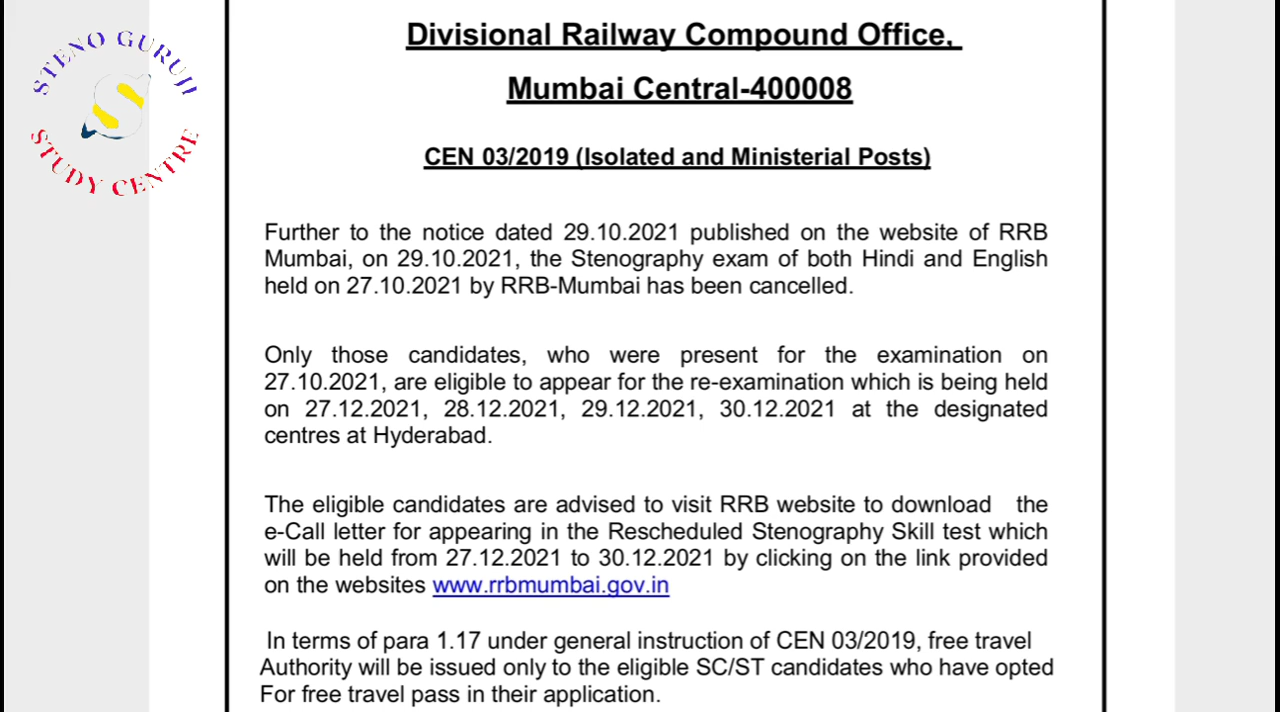 STENO GURUJI
S
STUDY CENTRE
Divisional Railway Compound Office,
Mumbai Central-400008
CEN 03/2019 (Isolated and Ministerial Posts)
Further to the notice dated 29.10.2021 published on the website of RRB
Mumbai, on 29.10.2021, the Stenography exam of both Hindi and English
held on 27.10.2021 by RRB-Mumbai has been cancelled.
Only those candidates, who were present for the examination on
27.10.2021, are eligible to appear for the re-examination which is being held
on 27.12.2021, 28.12.2021, 29.12.2021, 30.12.2021 at the designated
centres at Hyderabad.
The eligible candidates are advised to visit RRB website to download the
e-Call letter for appearing in the Rescheduled Stenography Skill test which
will be held from 27.12.2021 to 30.12.2021 by clicking on the link provided
on the websites www.rrbmumbai.gov.in
In terms of para 1.17 under general instruction of CEN 03/2019, free travel
Authority will be issued only to the eligible SC/ST candidates who have opted
For free travel pass in their application.